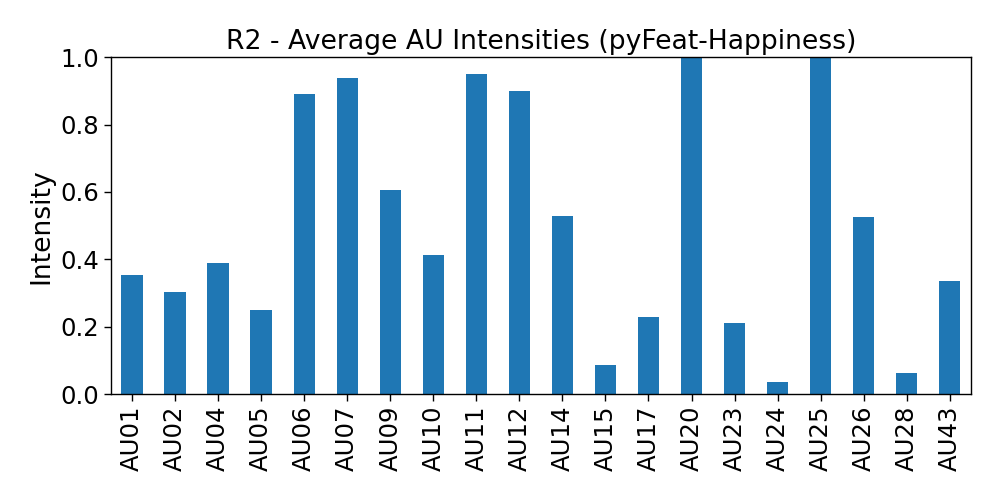 R2 - Average AU Intensities (pyFeat-Happiness)
Intensity
1.0
0.8
0.6
0.4
0.2
0.0
AU01
AU02
AU04
AU05
AU06
AU07
AU09
AU10
AU11
AU12
AU14
AU15
AU17
AU20
AU23
AU24
AU25
AU26
AU28
AU43